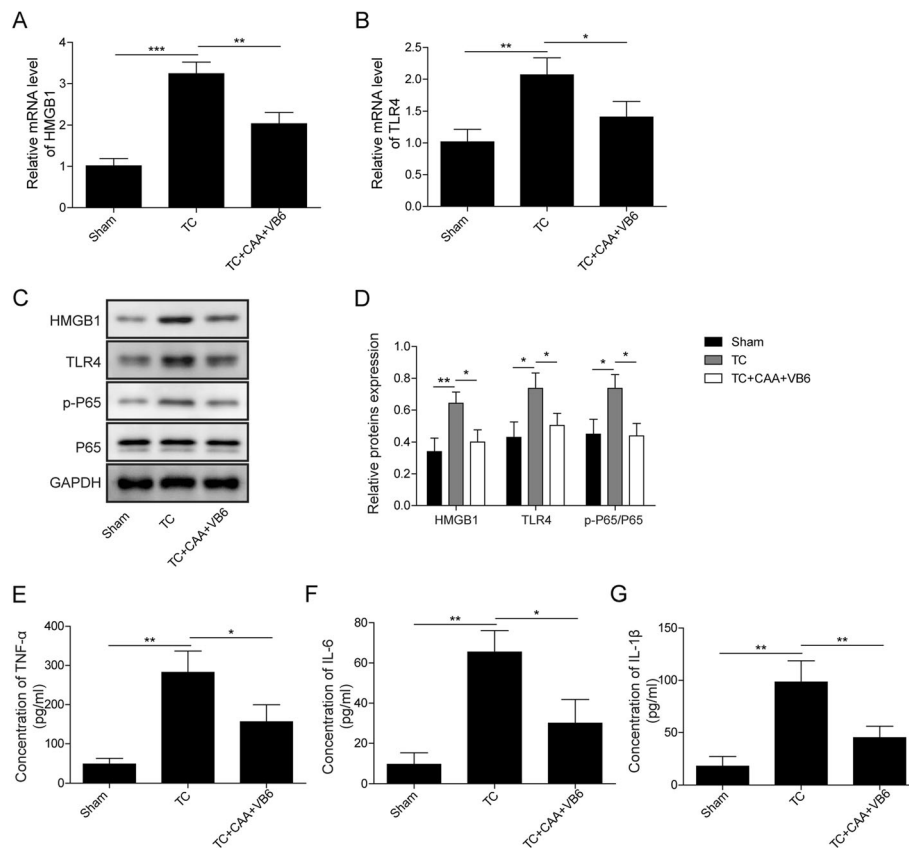 A
Relative mRNA level
of HMGB1
4
3
2
1
0
***
**
Sham
TC
TC+CAA+VB6
B
Relative mRNA level
of TLR4
2.5
2.0
1.5
1.0
0.5
0.0
**
*
Sham
TC
TC+CAA+VB6
C
HMGB1
TLR4
p-P65
P65
GAPDH
Sham
TC
TC+CAA+VB6
D
Relative proteins expression
1.0
0.8
0.6
0.4
0.2
0.0
**
*
*
*
*
*
HMGB1
TLR4
p-P65/P65
Sham
TC
TC+CAA+VB6
E
Concentration of TNF-α
(pg/ml)
400
300
200
100
0
**
*
Sham
TC
TC+CAA+VB6
F
Concentration of IL-6
(pg/ml)
80
60
40
20
0
**
*
Sham
TC
TC+CAA+VB6
G
Concentration of IL-1β
(pg/ml)
150
100
50
0
**
**
Sham
TC
TC+CAA+VB6